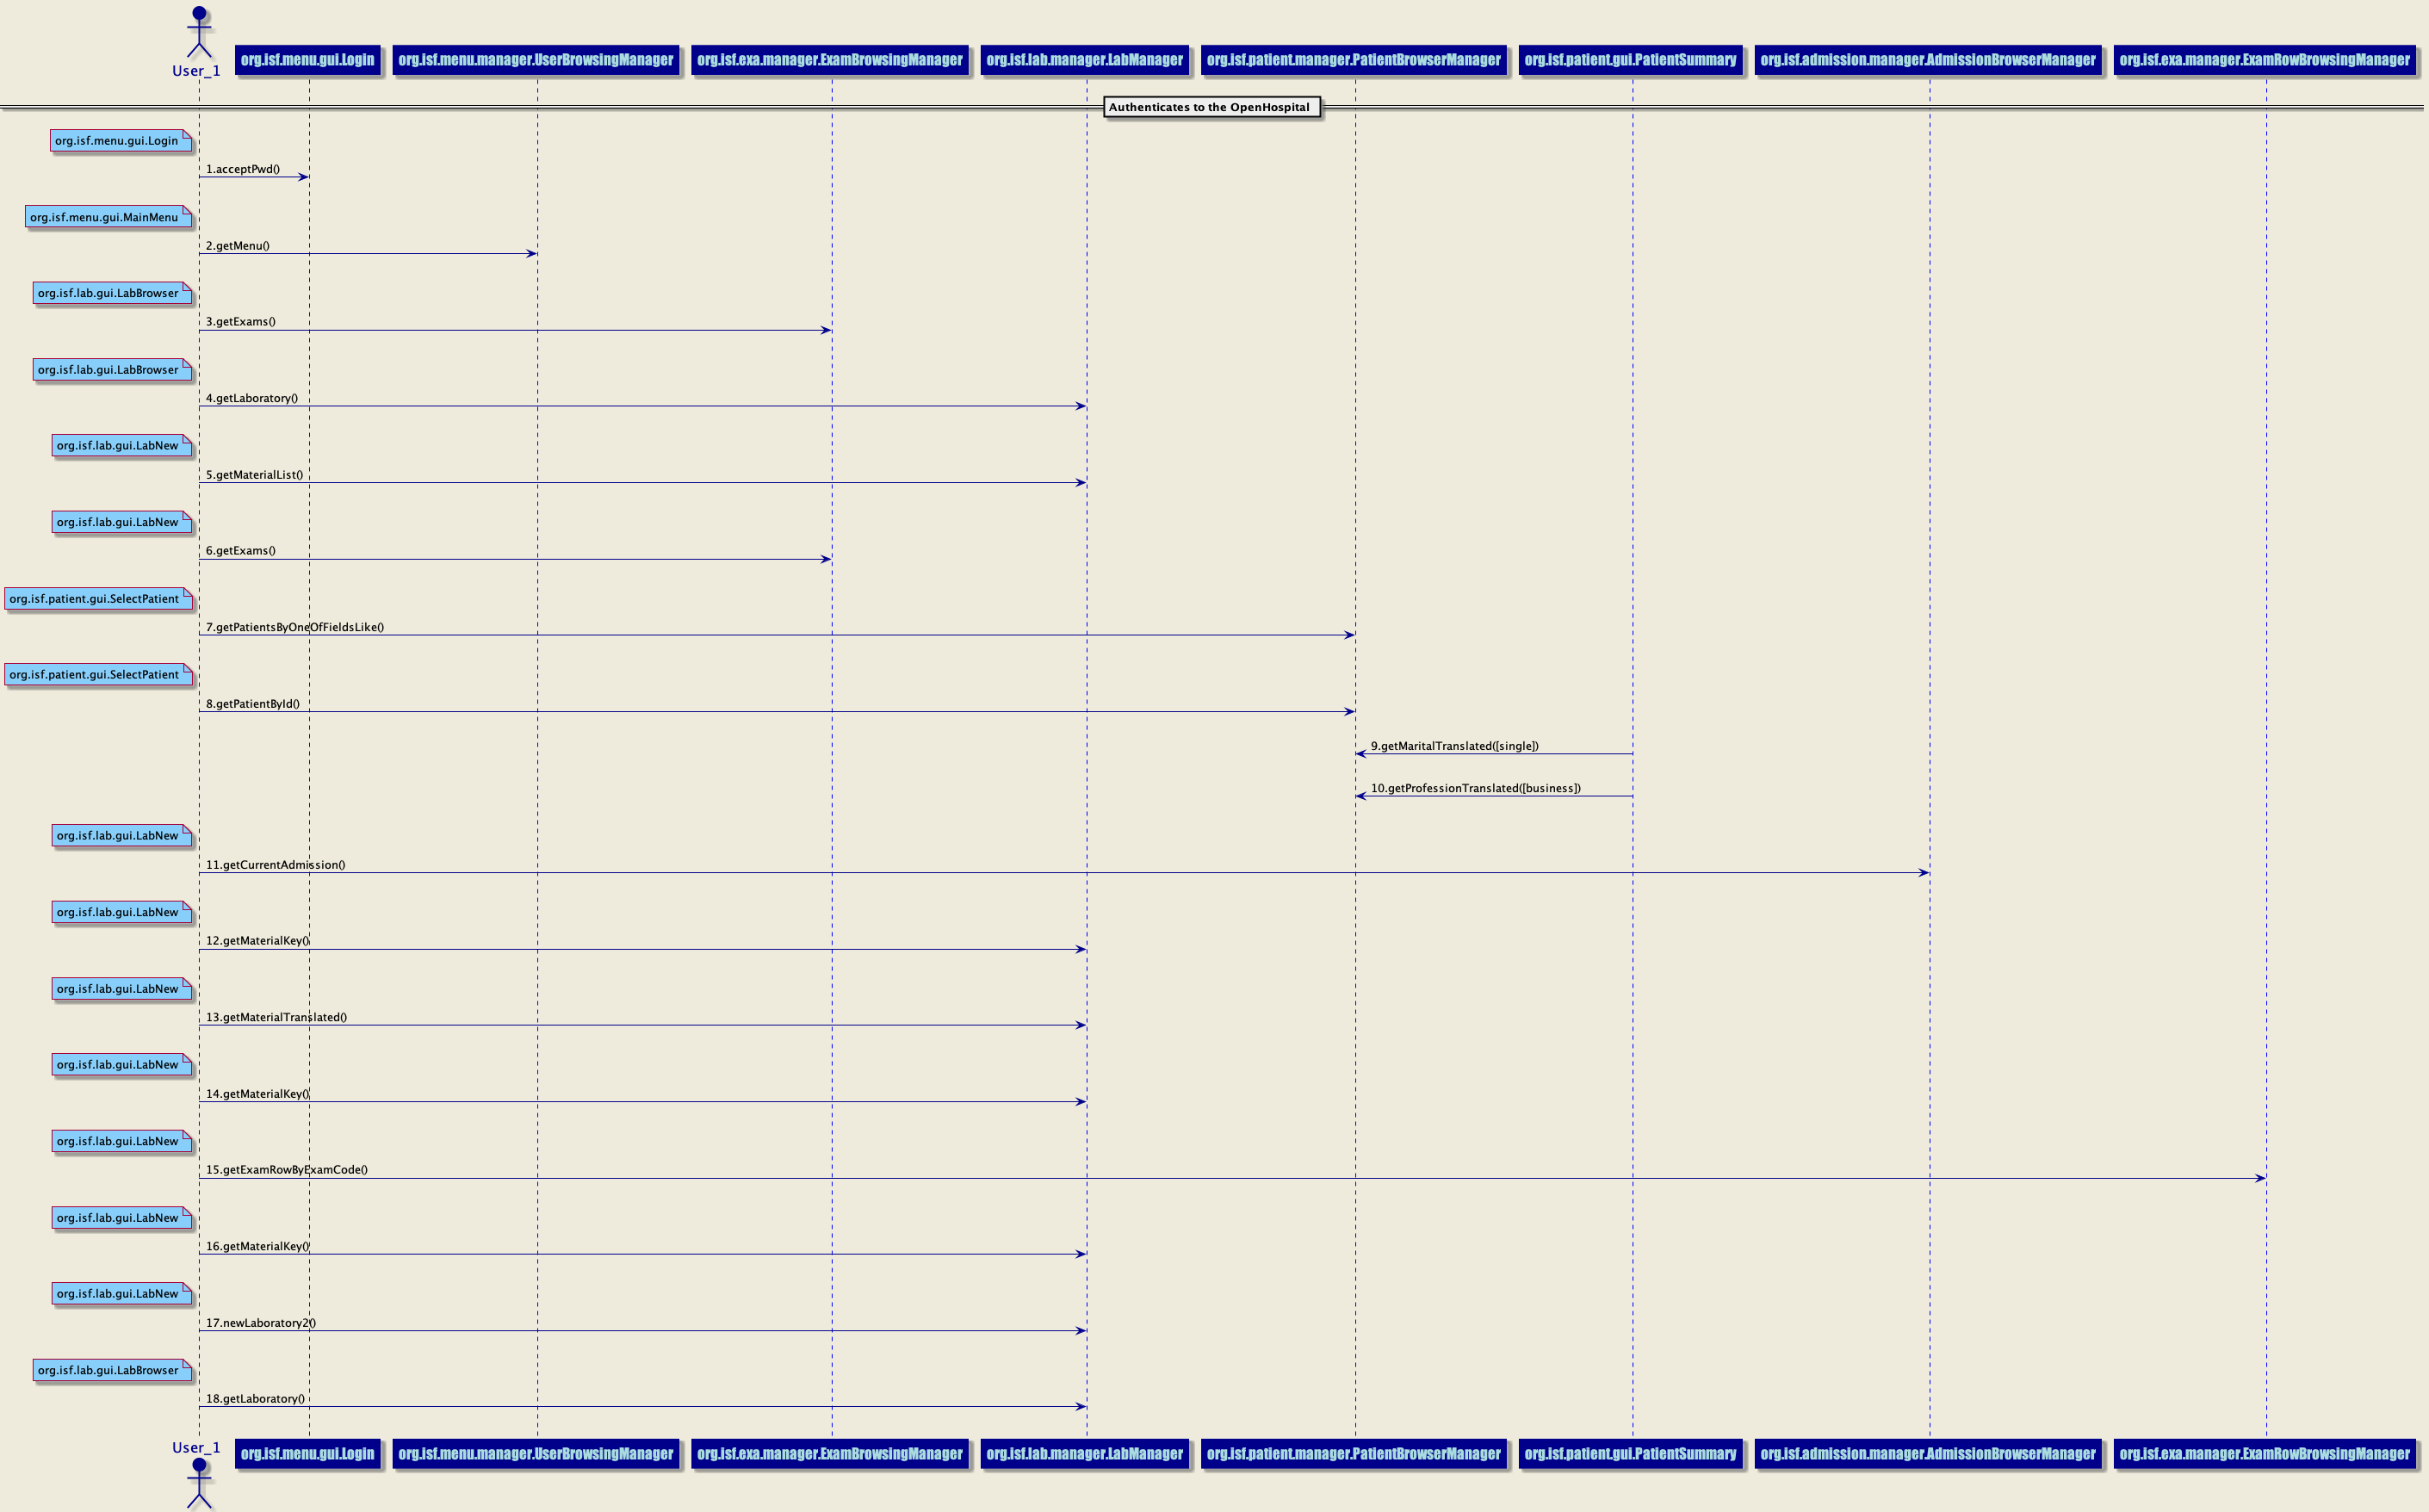 User_1
org.isf.menu.gui.Login
org.isf.menu.manager.UserBrowsingManager
org.isf.exa.manager.ExamBrowsingManager
org.isf.lab.manager.LabManager
org.isf.patient.manager.PatientBrowserManager
org.isf.patient.gui.PatientSummary
org.isf.admission.manager.AdmissionBrowserManager
org.isf.exa.manager.ExamRowBrowsingManager
Authenticates to the OpenHospital
org.isf.menu.gui.Login
1.acceptPwd()
org.isf.menu.gui.MainMenu
2.getMenu()
org.isf.lab.gui.LabBrowser
3.getExams()
org.isf.lab.gui.LabBrowser
4.getLaboratory()
org.isf.lab.gui.LabNew
5.getMaterialList()
org.isf.lab.gui.LabNew
6.getExams()
org.isf.patient.gui.SelectPatient
7.getPatientsByOneOfFieldsLike()
org.isf.patient.gui.SelectPatient
8.getPatientById()
9.getMaritalTranslated([single])
10.getProfessionTranslated([business])
org.isf.lab.gui.LabNew
11.getCurrentAdmission()
org.isf.lab.gui.LabNew
12.getMaterialKey()
org.isf.lab.gui.LabNew
13.getMaterialTranslated()
org.isf.lab.gui.LabNew
14.getMaterialKey()
org.isf.lab.gui.LabNew
15.getExamRowByExamCode()
org.isf.lab.gui.LabNew
16.getMaterialKey()
org.isf.lab.gui.LabNew
17.newLaboratory2()
org.isf.lab.gui.LabBrowser
18.getLaboratory()
User_1
org.isf.menu.gui.Login
org.isf.menu.manager.UserBrowsingManager
org.isf.exa.manager.ExamBrowsingManager
org.isf.lab.manager.LabManager
org.isf.patient.manager.PatientBrowserManager
org.isf.patient.gui.PatientSummary
org.isf.admission.manager.AdmissionBrowserManager
org.isf.exa.manager.ExamRowBrowsingManager